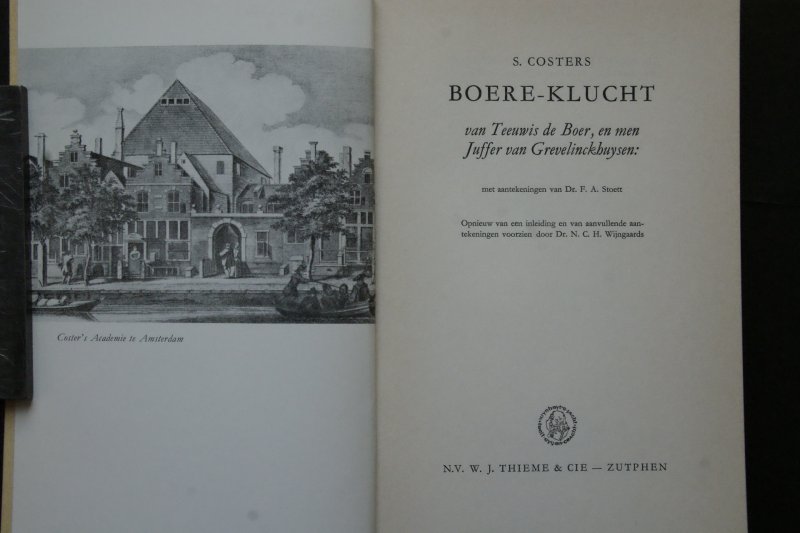 Coster's Academie te Amsterdam
S. COSTERS
BOERE-KLUCHT
van Teeuwis de Boer, en men
Juffer van Grevelinckhuysen:
met aantekeningen van Dr. F. A. Stoett
Opnieuw van een inleiding en van aanvullende aan-
tekeningen voorzien door Dr. N. C. H. Wijngaards
N.V. W. J. THIEME & CIE — ZUTPHEN